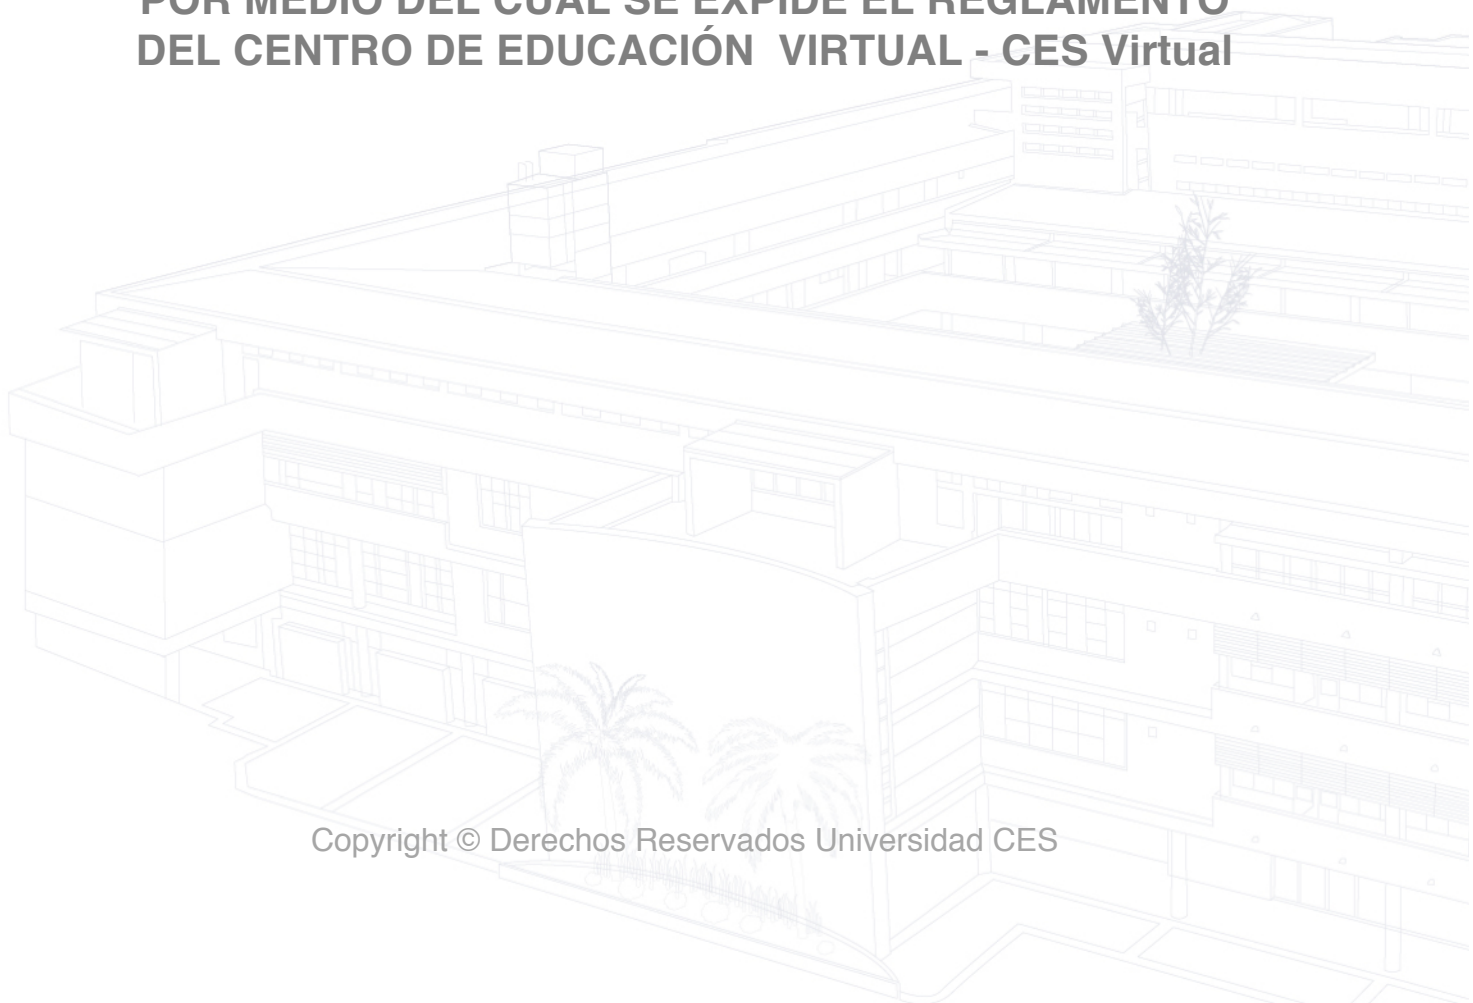 POR MEDIO DEL CUAL SE EXPIDE EL REGLAMENTO
DEL CENTRO DE EDUCACIÓN VIRTUAL - CES Virtual
Copyright © Derechos Reservados Universidad CES